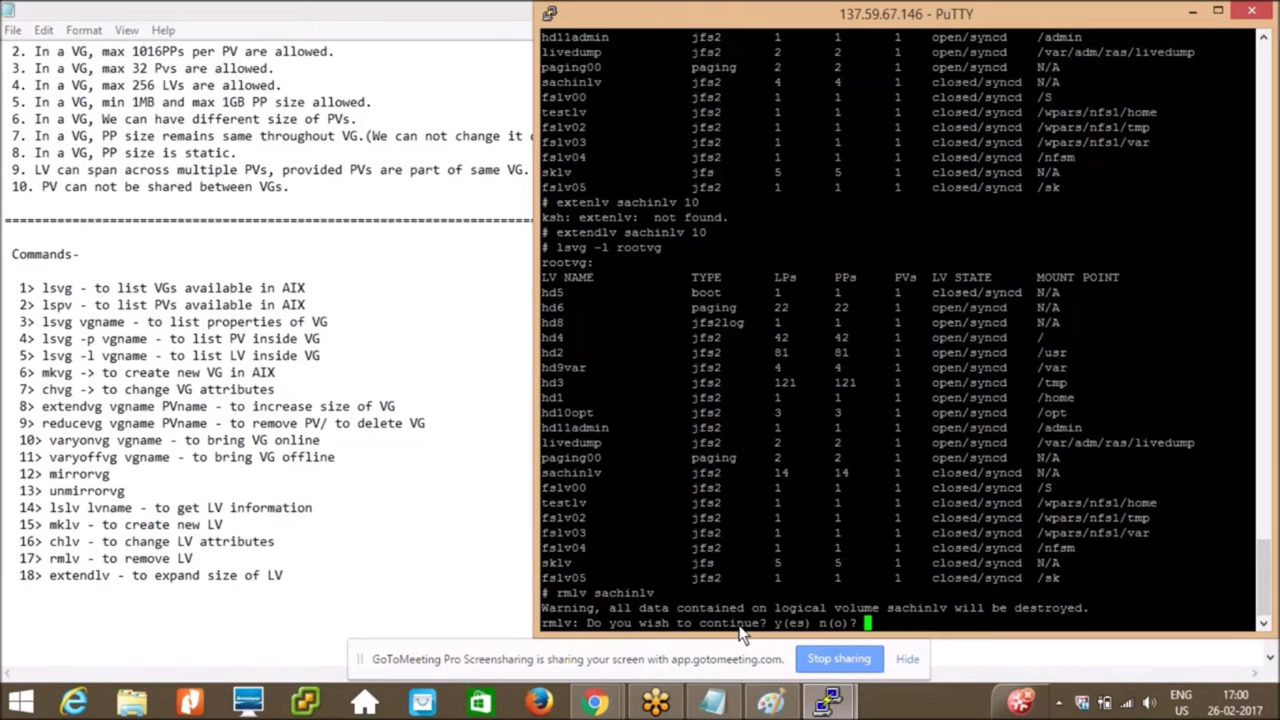 File Edit Format View Help
2. In a VG, max 1016PPs per PV are allowed.
3. In a VG, max 32 Pvs are allowed.
4. In a VG, max 256 LVs are allowed.
5. In a VG, min 1MB and max 1GB PP size allowed.
6. In a VG, We can have different size of PVs.
7. In a VG, PP size remains same throughout VG.(We can not change it
8. In a VG, PP size is static.
9. LV can span across multiple PVs, provided PVs are part of same VG.
10. PV can not be shared between VGs.
Commands-
1> lsvg - to list VGs available in AIX
2> lspv - to list PVs available in AIX
3> lsvg vgname - to list properties of VG
4> lsvg -p vgname - to list PV inside VG
5> lsvg -l vgname - to list LV inside VG
6> mkvg -> to create new VG in AIX
7> chvg -> to change VG attributes
8> extendvg vgname PVname - to increase size of VG
9> reducevg vgname PVname - to remove PV/ to delete VG
10> varyonvg vgname - to bring VG online
11> varyoffvg vgname - to bring VG offline
12> mirrorvg
13> unmirrorvg
14> lslv lvname - to get LV information
15> mklv - to create new LV
16> chlv - to change LV attributes
17> rmlv - to remove LV
18> extendlv - to expand size of LV
137.59.67.146 - PuTTY
hd11admin jfs2 1 1 1 open/syncd /admin
livedump jfs2 2 2 1 open/syncd /var/adm/ras/livedump
paging00 paging 2 2 1 open/syncd N/A
sachinlv jfs2 4 4 1 closed/syncd N/A
fslv00 jfs2 1 1 1 closed/syncd /S
testlv jfs2 1 1 1 closed/syncd /wpars/nfs1/home
fslv02 jfs2 1 1 1 closed/syncd /wpars/nfs1/tmp
fslv03 jfs2 1 1 1 closed/syncd /wpars/nfs1/var
fslv04 jfs2 1 1 1 closed/syncd /nfsm
sklv jfs 5 5 1 closed/syncd N/A
fslv05 jfs2 1 1 1 closed/syncd /sk
# extenlv sachinlv 10
ksh: extenlv: not found.
# extendlv sachinlv 10
# lsvg -l rootvg
rootvg:
LV NAME TYPE LPs PPs PVs LV STATE MOUNT POINT
hd5 boot 1 1 1 closed/syncd N/A
hd6 paging 22 22 1 open/syncd N/A
hd8 jfs2log 1 1 1 open/syncd N/A
hd4 jfs2 42 42 1 open/syncd /
hd2 jfs2 81 81 1 open/syncd /usr
hd9var jfs2 4 4 1 open/syncd /var
hd3 jfs2 121 121 1 open/syncd /tmp
hd1 jfs2 1 1 1 open/syncd /home
hd10opt jfs2 3 3 1 open/syncd /opt
hd11admin jfs2 1 1 1 open/syncd /admin
livedump jfs2 2 2 1 open/syncd /var/adm/ras/livedump
paging00 paging 2 2 1 open/syncd N/A
sachinlv jfs2 14 14 1 closed/syncd N/A
fslv00 jfs2 1 1 1 closed/syncd /S
testlv jfs2 1 1 1 closed/syncd /wpars/nfs1/home
fslv02 jfs2 1 1 1 closed/syncd /wpars/nfs1/tmp
fslv03 jfs2 1 1 1 closed/syncd /wpars/nfs1/var
fslv04 jfs2 1 1 1 closed/syncd /nfsm
sklv jfs 5 5 1 closed/syncd N/A
fslv05 jfs2 1 1 1 closed/syncd /sk
# rmlv sachinlv
Warning, all data contained on logical volume sachinlv will be destroyed.
rmlv: Do you wish to continue? y(es) n(o)?
GoToMeeting Pro Screensharing is sharing your screen with app.gotomeeting.com. Stop sharing Hide
ENG 17:00
US 26-02-2017